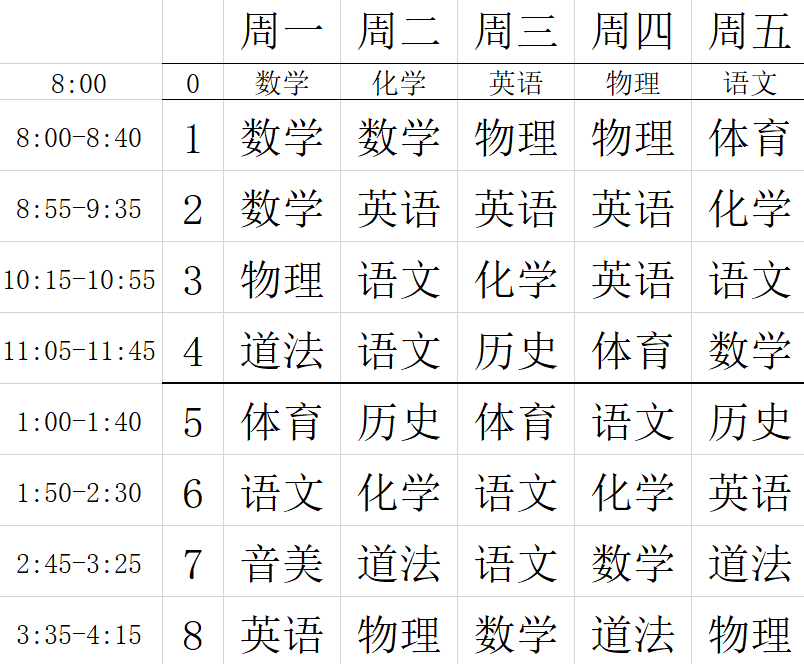 周一 周二 周三 周四 周五
8:00 0 数学 化学 英语 物理 语文
8:00-8:40 1 数学 数学 物理 物理 体育
8:55-9:35 2 数学 英语 英语 英语 化学
10:15-10:55 3 物理 语文 化学 英语 语文
11:05-11:45 4 道法 语文 历史 体育 数学
1:00-1:40 5 体育 历史 体育 语文 历史
1:50-2:30 6 语文 化学 语文 化学 英语
2:45-3:25 7 音美 道法 语文 数学 道法
3:35-4:15 8 英语 物理 数学 道法 物理